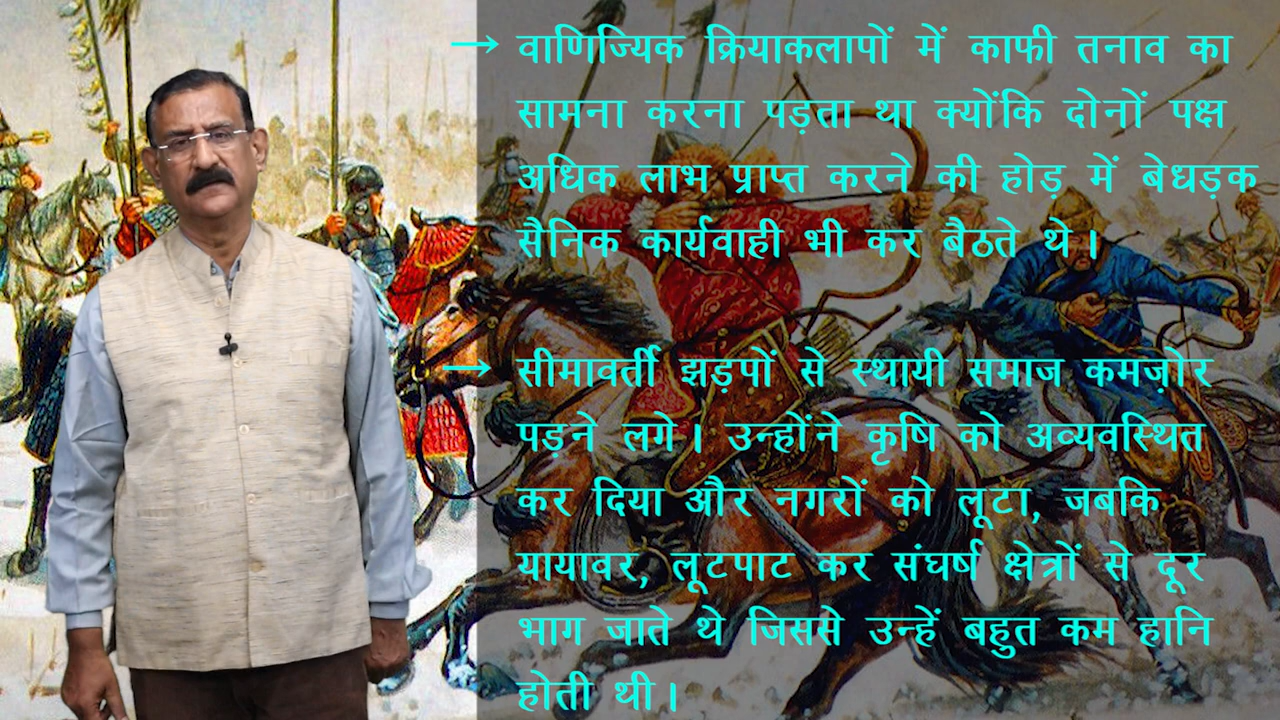 → वाणिज्यिक क्रियाकलापों में काफी तनाव का
सामना करना पड़ता था क्योंकि दोनों पक्ष
अधिक लाभ प्राप्त करने की होड़ में बेधड़क
सैनिक कार्यवाही भी कर बैठते थे।
→ सीमावर्ती झड़पों से स्थायी समाज कमज़ोर
पड़ने लगे। उन्होंने कृषि को अव्यवस्थित
कर दिया और नगरों को लूटा, जबकि
यायावर, लूटपाट कर संघर्ष क्षेत्रों से दूर
भाग जाते थे जिससे उन्हें बहुत कम हानि
होती थी।